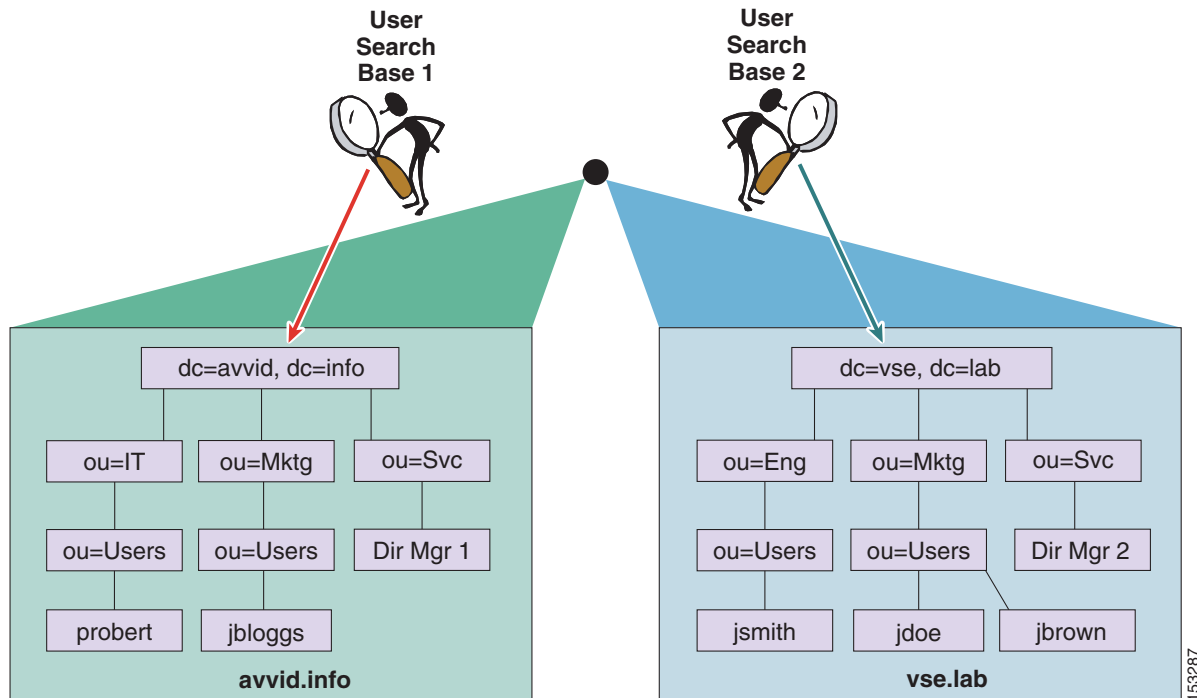 User
Search
Base 1
User
Search
Base 2
dc=avvid, dc=info
ou=IT
ou=Mktg
ou=Svc
ou=Users
ou=Users
Dir Mgr 1
probert
jbloggs
avvid.info
dc=vse, dc=lab
ou=Eng
ou=Mktg
ou=Svc
ou=Users
ou=Users
Dir Mgr 2
jsmith
jdoe
jbrown
vse.lab
153287